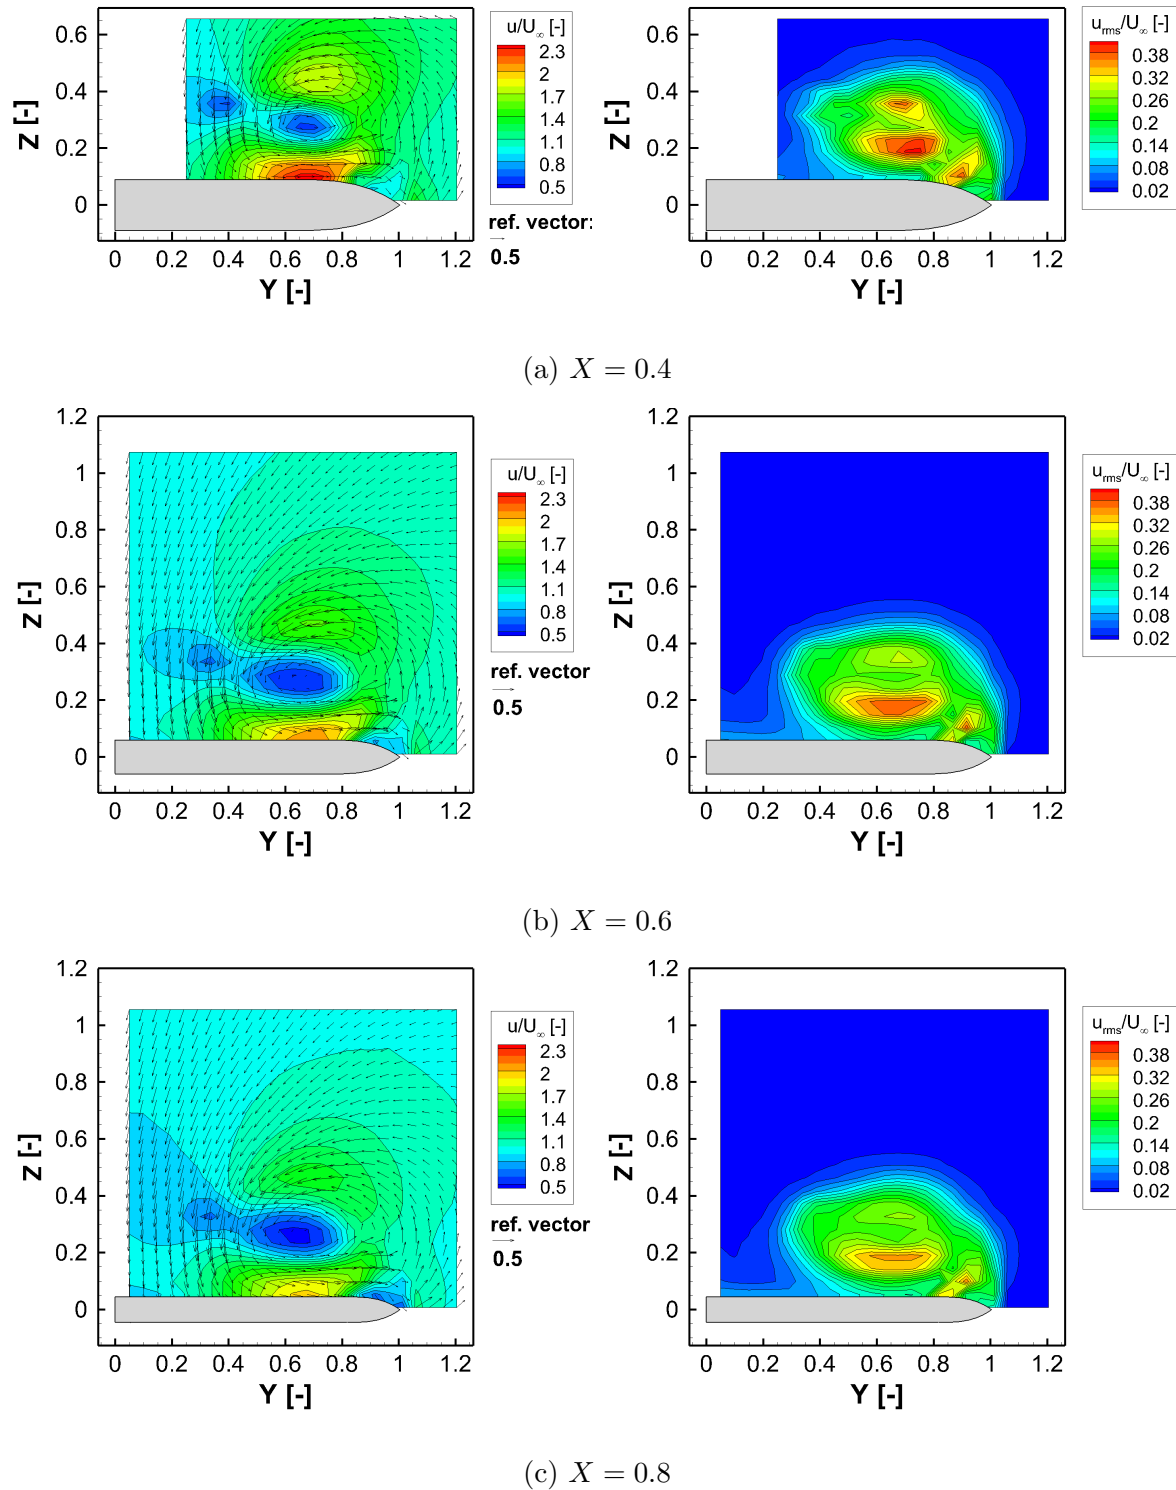 0.6
0.4
0.2
0
Z [-]
0 0.2 0.4 0.6 0.8 1 1.2
Y [-]
u/U∞ [-]
2.3
2
1.7
1.4
1.1
0.8
0.5
ref. vector:
0.5
0.6
0.4
0.2
0
Z [-]
0 0.2 0.4 0.6 0.8 1 1.2
Y [-]
u_rms/U∞ [-]
0.38
0.32
0.26
0.2
0.14
0.08
0.02
(a) X = 0.4
1.2
1
0.8
0.6
0.4
0.2
0
Z [-]
0 0.2 0.4 0.6 0.8 1 1.2
Y [-]
u/U∞ [-]
2.3
2
1.7
1.4
1.1
0.8
0.5
ref. vector
0.5
1.2
1
0.8
0.6
0.4
0.2
0
Z [-]
0 0.2 0.4 0.6 0.8 1 1.2
Y [-]
u_rms/U∞ [-]
0.38
0.32
0.26
0.2
0.14
0.08
0.02
(b) X = 0.6
1.2
1
0.8
0.6
0.4
0.2
0
Z [-]
0 0.2 0.4 0.6 0.8 1 1.2
Y [-]
u/U∞ [-]
2.3
2
1.7
1.4
1.1
0.8
0.5
ref. vector
0.5
1.2
1
0.8
0.6
0.4
0.2
0
Z [-]
0 0.2 0.4 0.6 0.8 1 1.2
Y [-]
u_rms/U∞ [-]
0.38
0.32
0.26
0.2
0.14
0.08
0.02
(c) X = 0.8